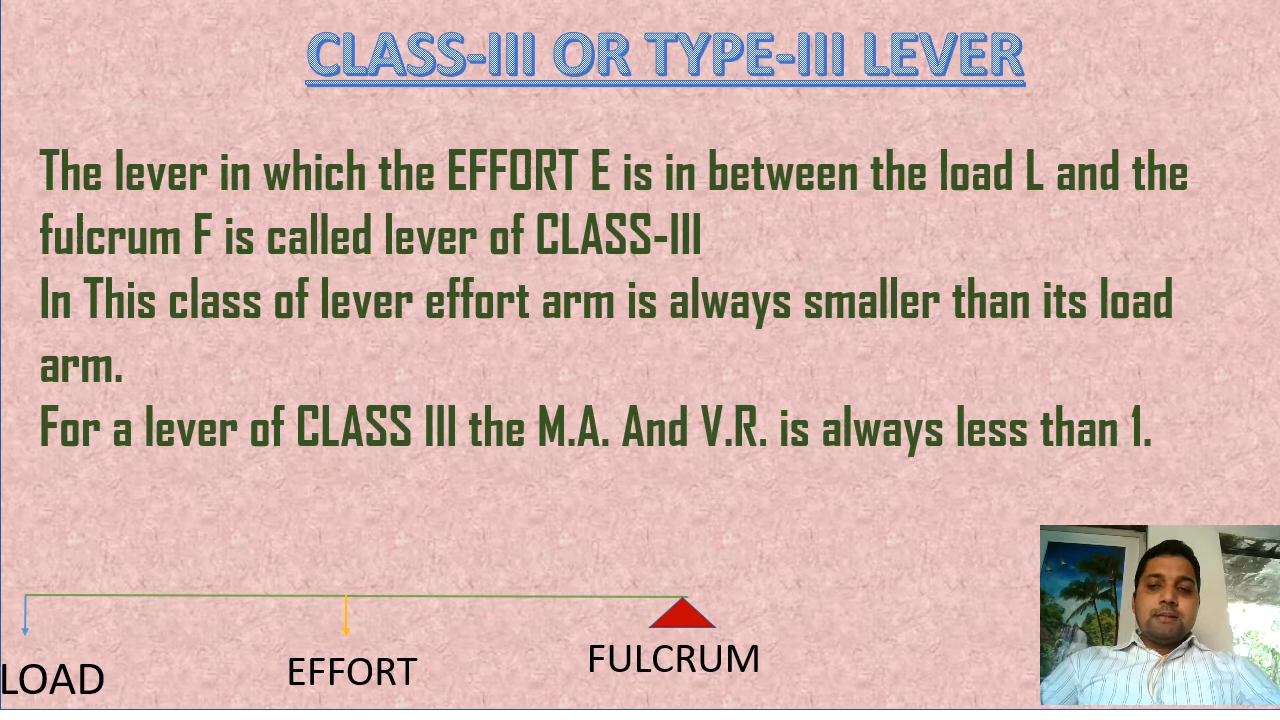 CLASS-III OR TYPE-III LEVER
The lever in which the EFFORT E is in between the load L and the
fulcrum F is called lever of CLASS-III
In This class of lever effort arm is always smaller than its load
arm.
For a lever of CLASS III the M.A. And V.R. is always less than 1.
LOAD
EFFORT
FULCRUM